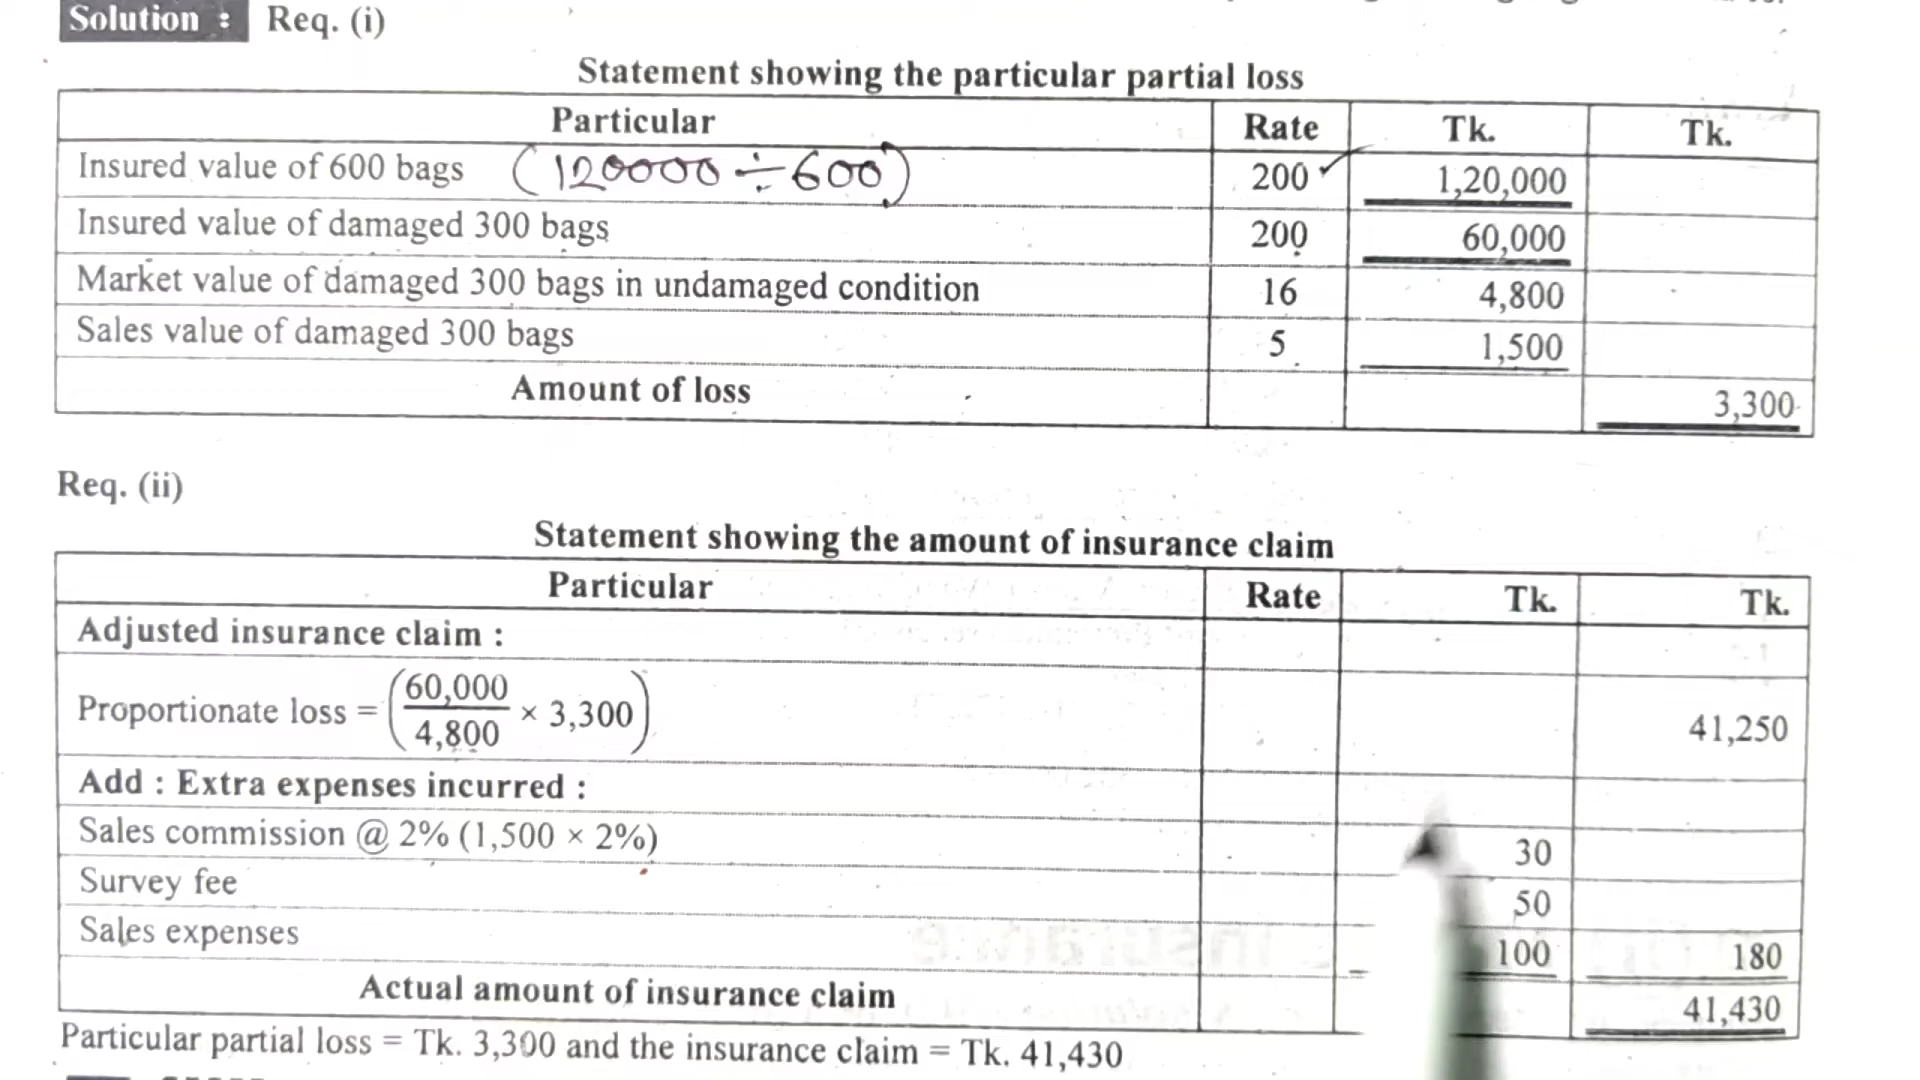 Solution : Req. (i)
Statement showing the particular partial loss
Particular Rate Tk. Tk.
Insured value of 600 bags (120000 ÷ 600) 200 ✓ 1,20,000
Insured value of damaged 300 bags 200 60,000
Market value of damaged 300 bags in undamaged condition 16 4,800
Sales value of damaged 300 bags 5 1,500
Amount of loss 3,300
Req. (ii)
Statement showing the amount of insurance claim
Particular Rate Tk. Tk.
Adjusted insurance claim :
Proportionate loss = (60,000/4,800 × 3,300) 41,250
Add : Extra expenses incurred :
Sales commission @ 2% (1,500 × 2%) 30
Survey fee 50
Sales expenses 100 180
Actual amount of insurance claim 41,430
Particular partial loss = Tk. 3,300 and the insurance claim = Tk. 41,430